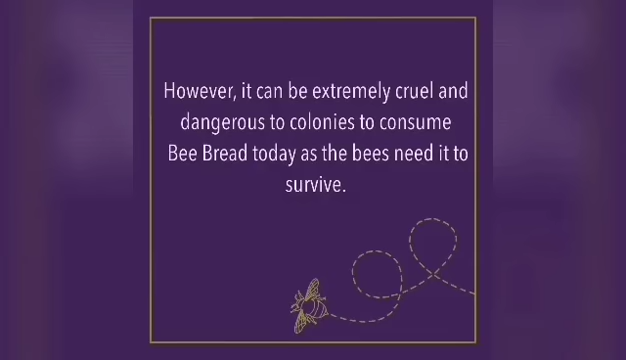 However, it can be extremely cruel and
dangerous to colonies to consume
Bee Bread today as the bees need it to
survive.